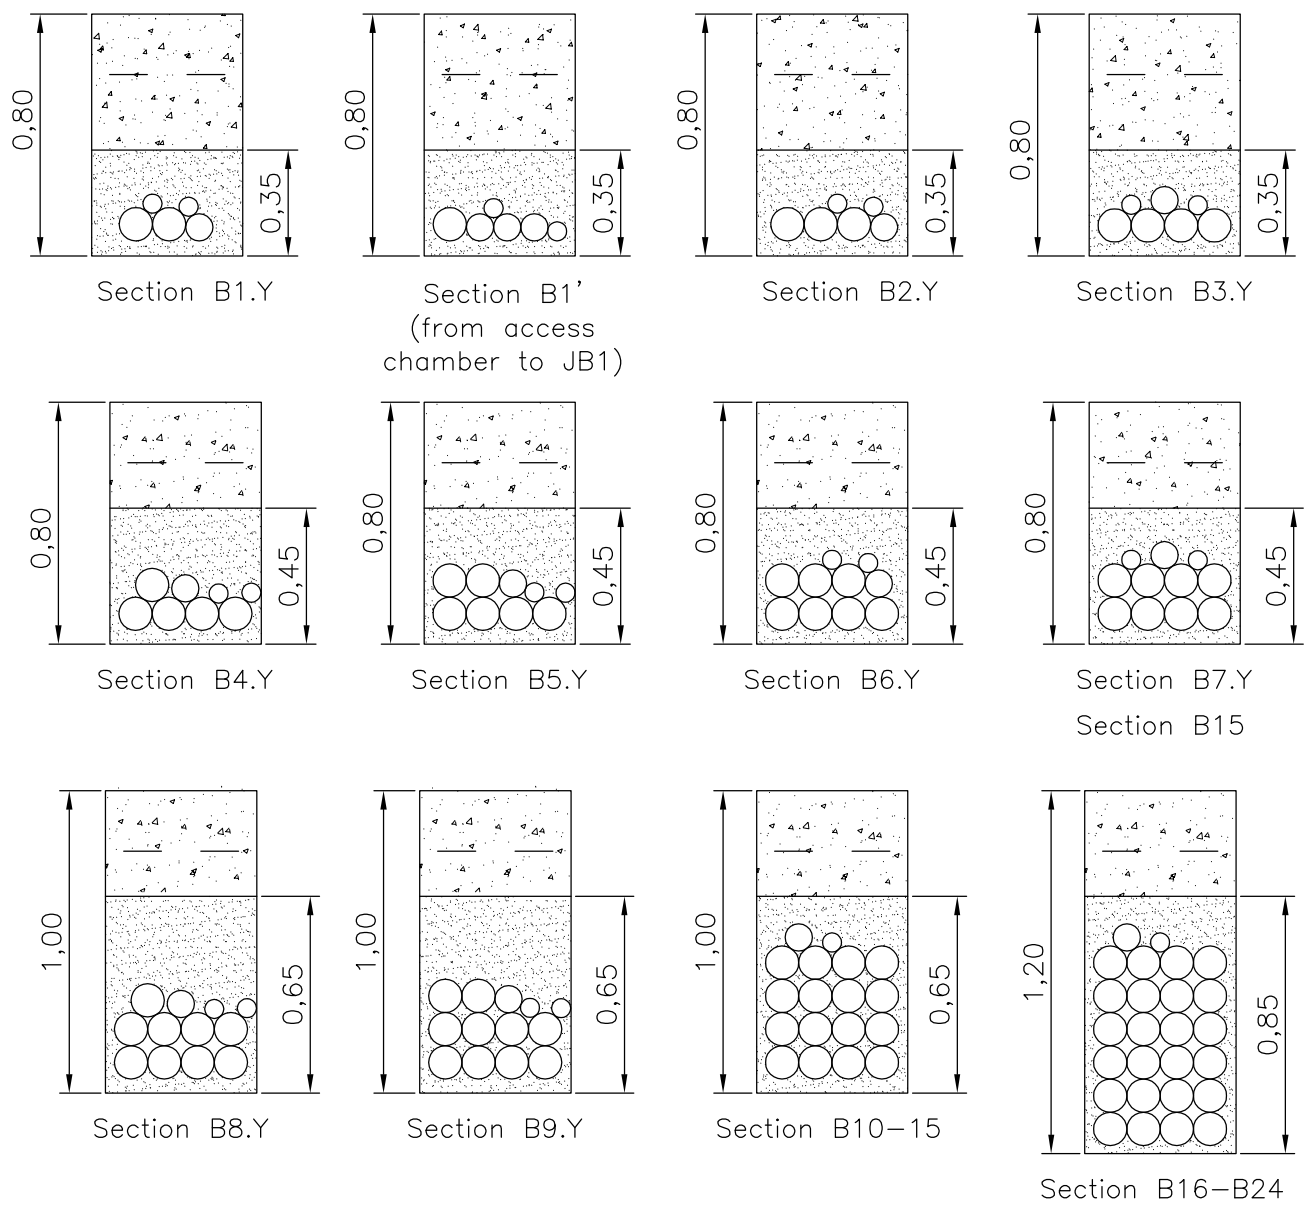 0,80
0,35
Section B1.Y
0,80
0,35
Section B1'
(from access
chamber to JB1)
0,80
0,35
Section B2.Y
0,80
0,35
Section B3.Y
0,80
0,45
Section B4.Y
0,80
0,45
Section B5.Y
0,80
0,45
Section B6.Y
0,80
0,45
Section B7.Y
Section B15
1,00
0,65
Section B8.Y
1,00
0,65
Section B9.Y
1,00
0,65
Section B10-15
1,20
0,85
Section B16-B24